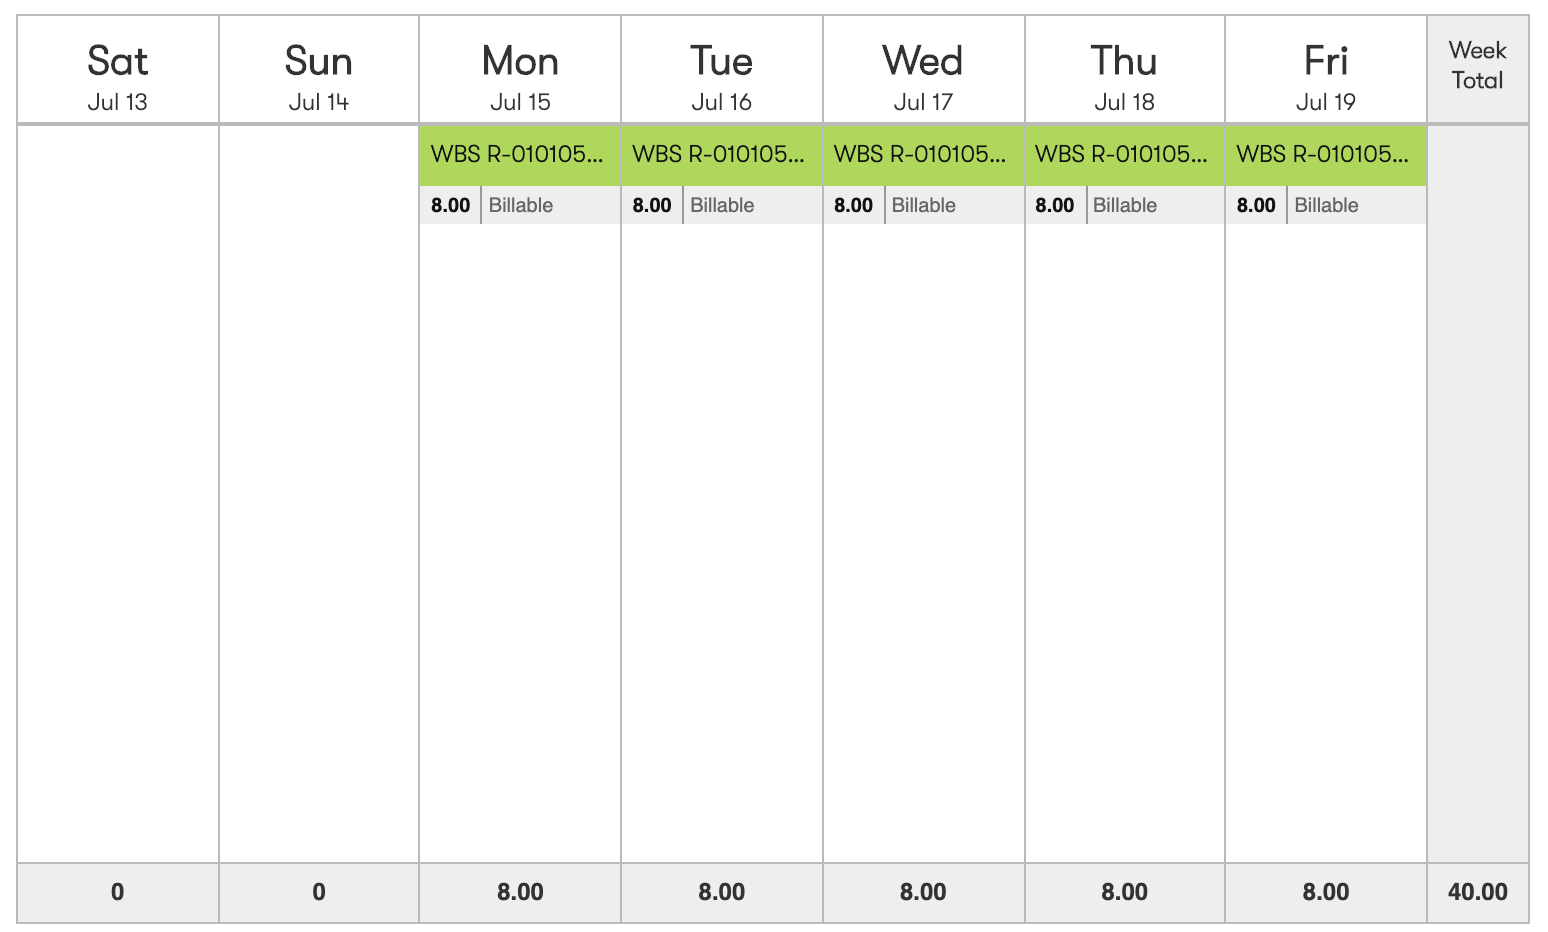 Sat Sun Mon Tue Wed Thu Fri Week
Total
Jul 13 Jul 14 Jul 15 Jul 16 Jul 17 Jul 18 Jul 19
WBS R-010105... WBS R-010105... WBS R-010105... WBS R-010105... WBS R-010105...
8.00 Billable 8.00 Billable 8.00 Billable 8.00 Billable 8.00 Billable
0 0 8.00 8.00 8.00 8.00 8.00 40.00